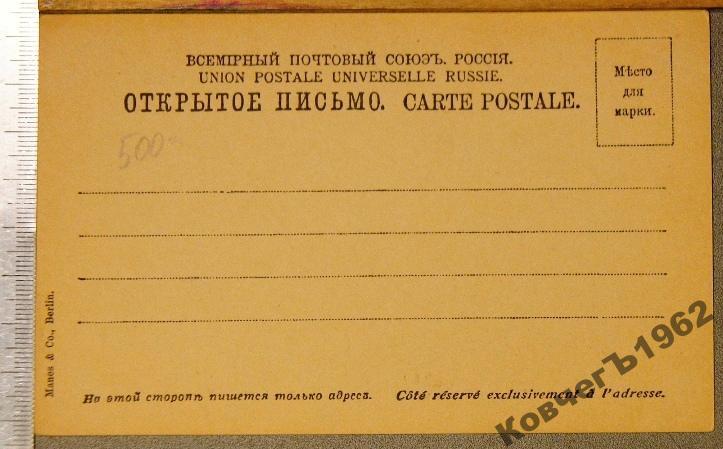 ВСЕМІРНЫЙ ПОЧТОВЫЙ СОЮЗЪ. РОССІЯ.
UNION POSTALE UNIVERSELLE RUSSIE.
ОТКРЫТОЕ ПИСЬМО. CARTE POSTALE.
Мѣсто
для
марки.
500-
Manes & Co., Berlin.
На этой сторонѣ пишется только адресъ. Côté réservé exclusivement à l'adresse.
КовчегЪ1962